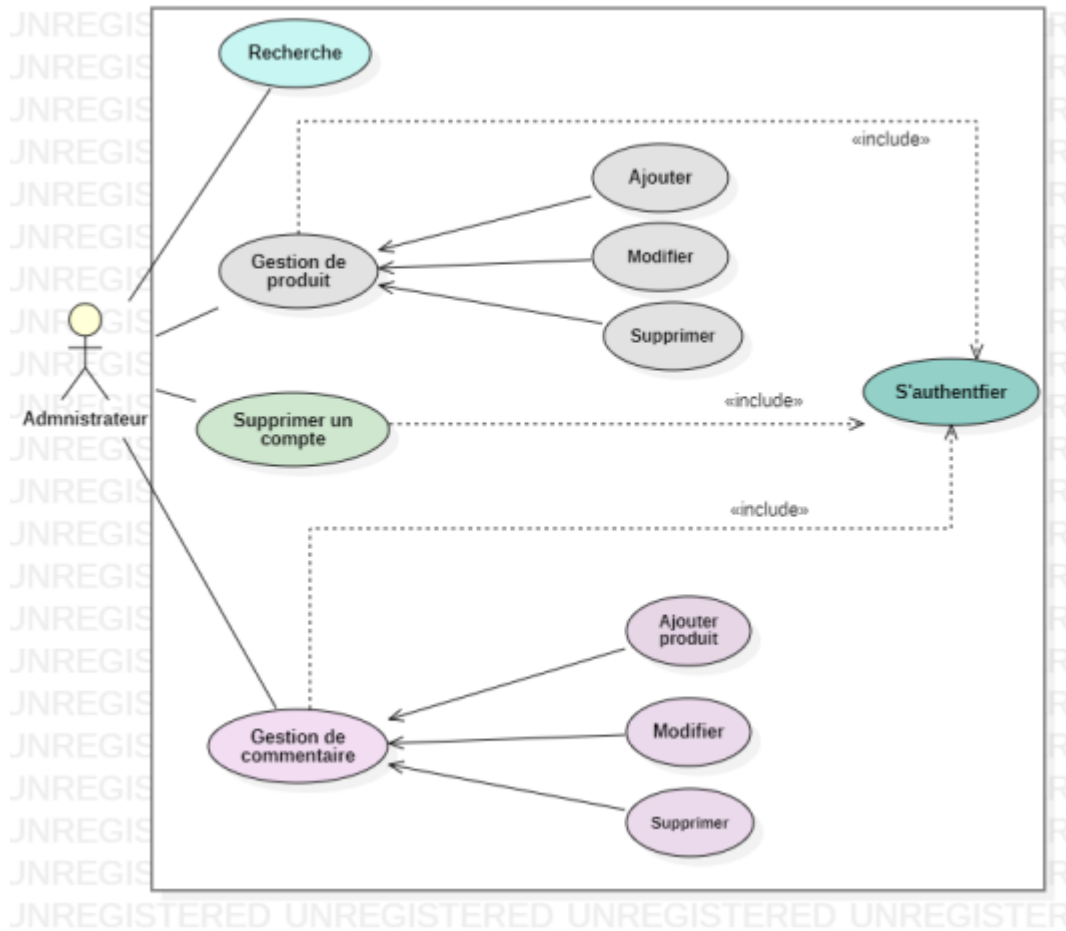 Recherche
«include»
Ajouter
Gestion de
produit
Modifier
Supprimer
Admnistrateur
S'authentfier
Supprimer un
compte
«include»
«include»
Ajouter
produit
Gestion de
commentaire
Modifier
Supprimer
UNREGISTERED UNREGISTERED UNREGISTERED UNREGISTER